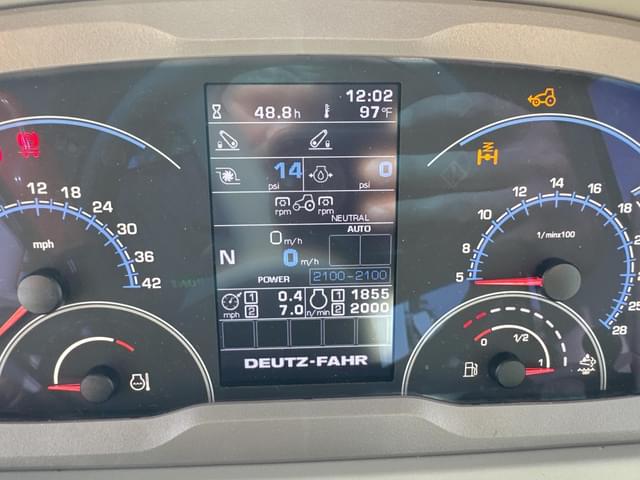 12:02
48.8h 97°F
14 psi 0 psi
rpm rpm
NEUTRAL
AUTO
0 m/h
N 0 m/h
POWER 2100-2100
mph 1 0.4 n/min 1 1855
2 7.0 2 2000
DEUTZ-FAHR
12 18 24 30 36 42
mph
5 8 10 12 14 16 18 25 28
1/minx100
0 1/2 1